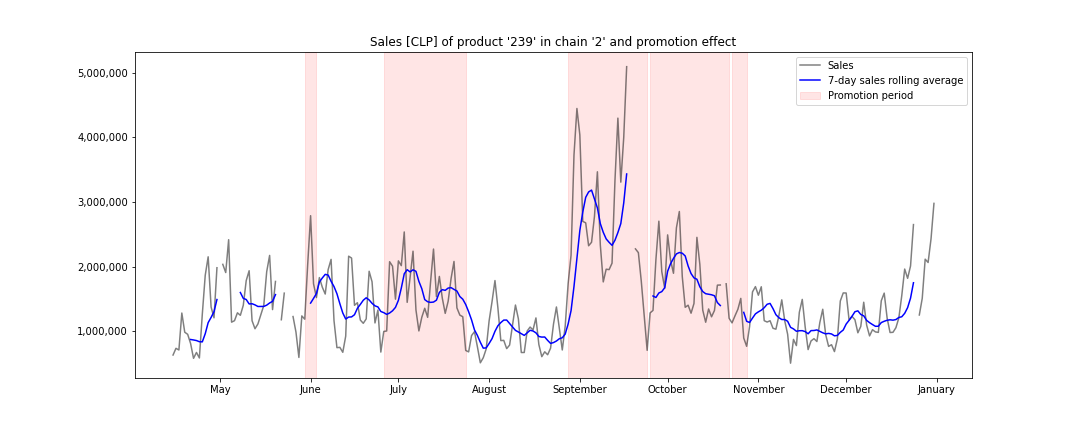 Sales [CLP] of product '239' in chain '2' and promotion effect
5,000,000
4,000,000
3,000,000
2,000,000
1,000,000
Sales
7-day sales rolling average
Promotion period
May June July August September October November December January